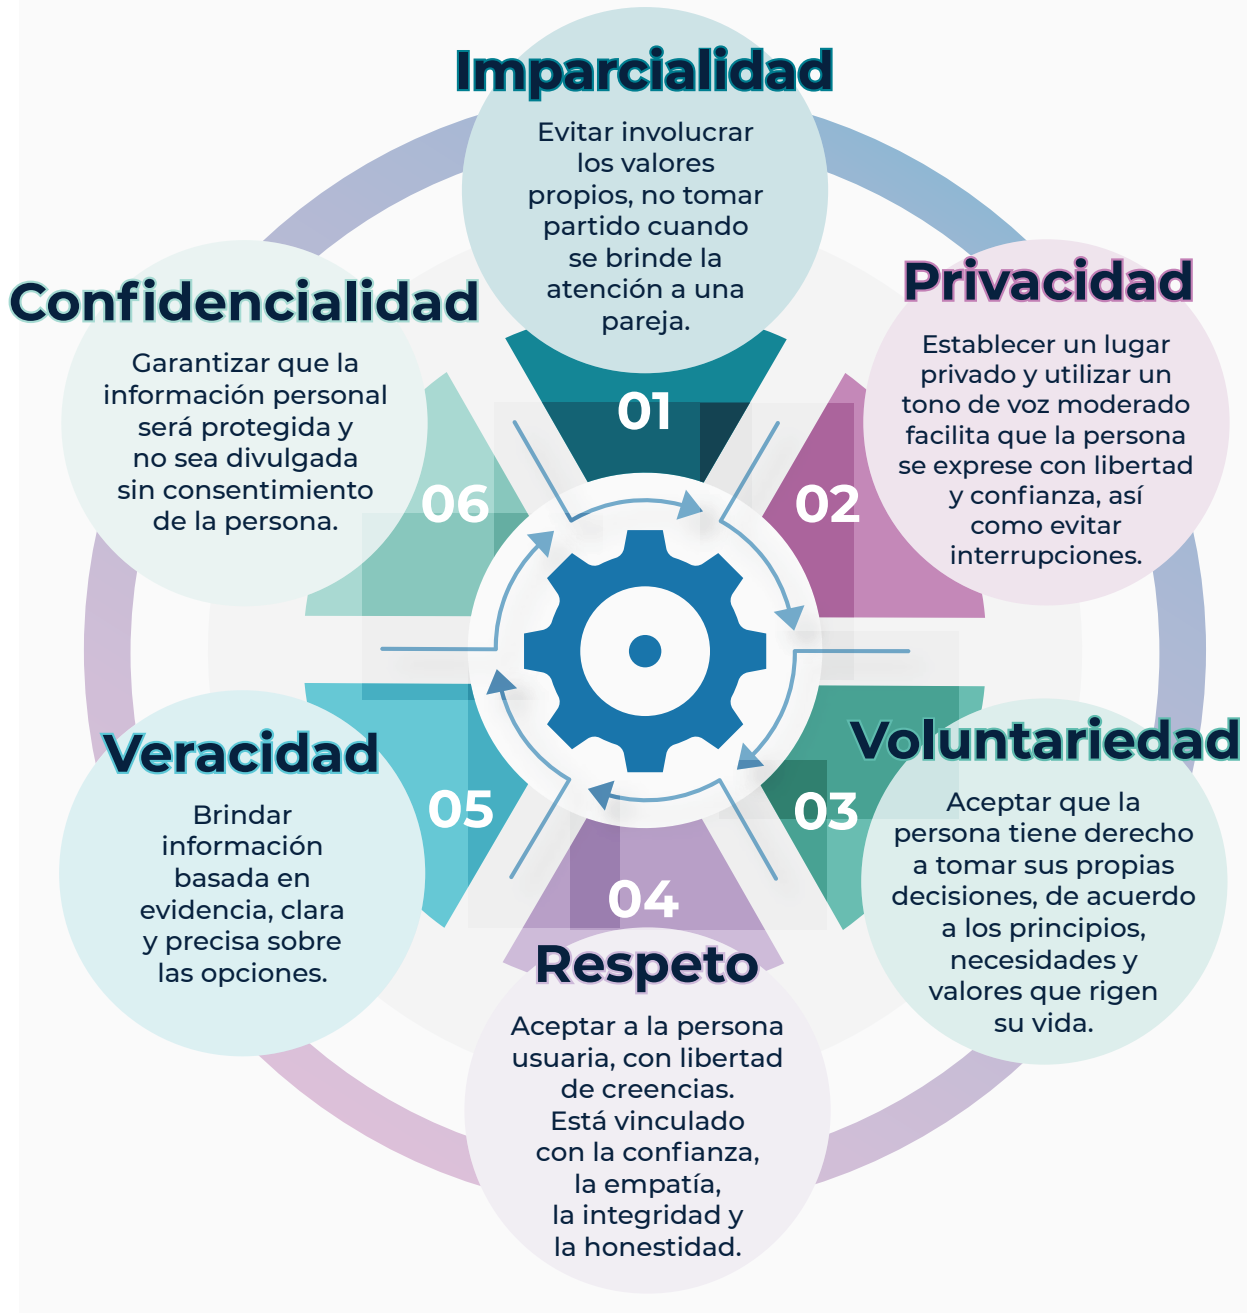 Imparcialidad
Evitar involucrar
los valores
propios, no tomar
partido cuando
se brinde la
atención a una
pareja.
01
Privacidad
Establecer un lugar
privado y utilizar un
tono de voz moderado
facilita que la persona
se exprese con libertad
y confianza, así
como evitar
interrupciones.
02
Voluntariedad
Aceptar que la
persona tiene derecho
a tomar sus propias
decisiones, de acuerdo
a los principios,
necesidades y
valores que rigen
su vida.
03
04
Respeto
Aceptar a la persona
usuaria, con libertad
de creencias.
Está vinculado
con la confianza,
la empatía,
la integridad y
la honestidad.
Veracidad
Brindar
información
basada en
evidencia, clara
y precisa sobre
las opciones.
05
Confidencialidad
Garantizar que la
información personal
será protegida y
no sea divulgada
sin consentimiento
de la persona.
06